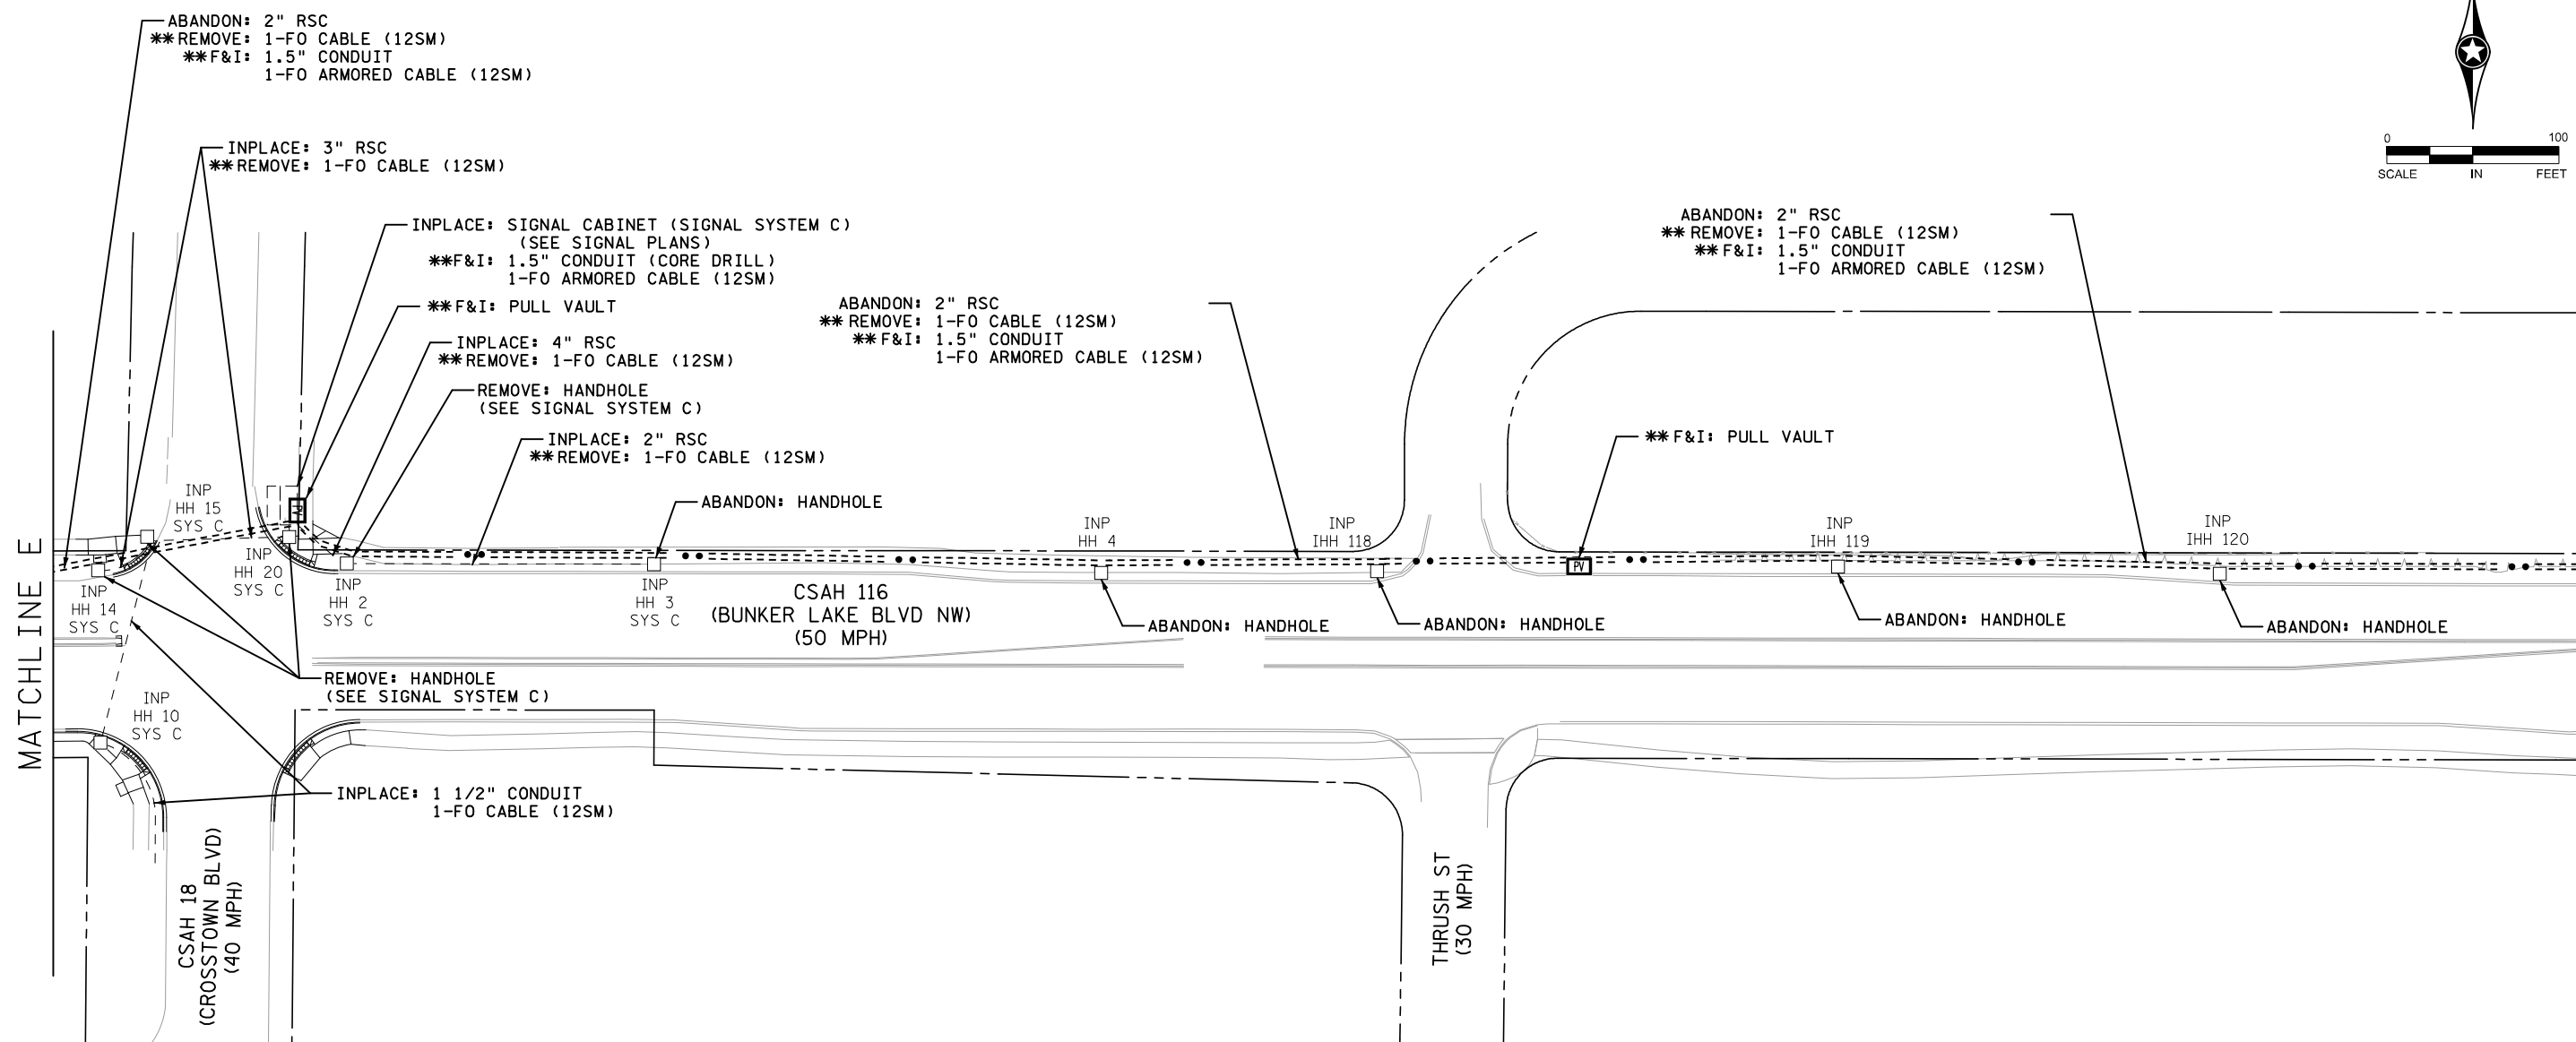 ABANDON: 2" RSC
**REMOVE: 1-FO CABLE (12SM)
**F&I: 1.5" CONDUIT
1-FO ARMORED CABLE (12SM)
INPLACE: 3" RSC
**REMOVE: 1-FO CABLE (12SM)
INPLACE: SIGNAL CABINET (SIGNAL SYSTEM C)
(SEE SIGNAL PLANS)
**F&I: 1.5" CONDUIT (CORE DRILL)
1-FO ARMORED CABLE (12SM)
**F&I: PULL VAULT
INPLACE: 4" RSC
**REMOVE: 1-FO CABLE (12SM)
REMOVE: HANDHOLE
(SEE SIGNAL SYSTEM C)
INPLACE: 2" RSC
**REMOVE: 1-FO CABLE (12SM)
ABANDON: HANDHOLE
ABANDON: 2" RSC
**REMOVE: 1-FO CABLE (12SM)
**F&I: 1.5" CONDUIT
1-FO ARMORED CABLE (12SM)
ABANDON: 2" RSC
**REMOVE: 1-FO CABLE (12SM)
**F&I: 1.5" CONDUIT
1-FO ARMORED CABLE (12SM)
**F&I: PULL VAULT
0 100
SCALE IN FEET
MATCHLINE E
INP
HH 15
SYS C
PV
INP
HH 20
SYS C
INP
HH 14
SYS C
INP
HH 2
SYS C
INP
HH 3
SYS C
INP
HH 4
INP
IHH 118
PV
INP
IHH 119
INP
IHH 120
CSAH 116
(BUNKER LAKE BLVD NW)
(50 MPH)
ABANDON: HANDHOLE
ABANDON: HANDHOLE
ABANDON: HANDHOLE
ABANDON: HANDHOLE
REMOVE: HANDHOLE
(SEE SIGNAL SYSTEM C)
INP
HH 10
SYS C
INPLACE: 1 1/2" CONDUIT
1-FO CABLE (12SM)
CSAH 18
(CROSSTOWN BLVD)
(40 MPH)
THRUSH ST
(30 MPH)